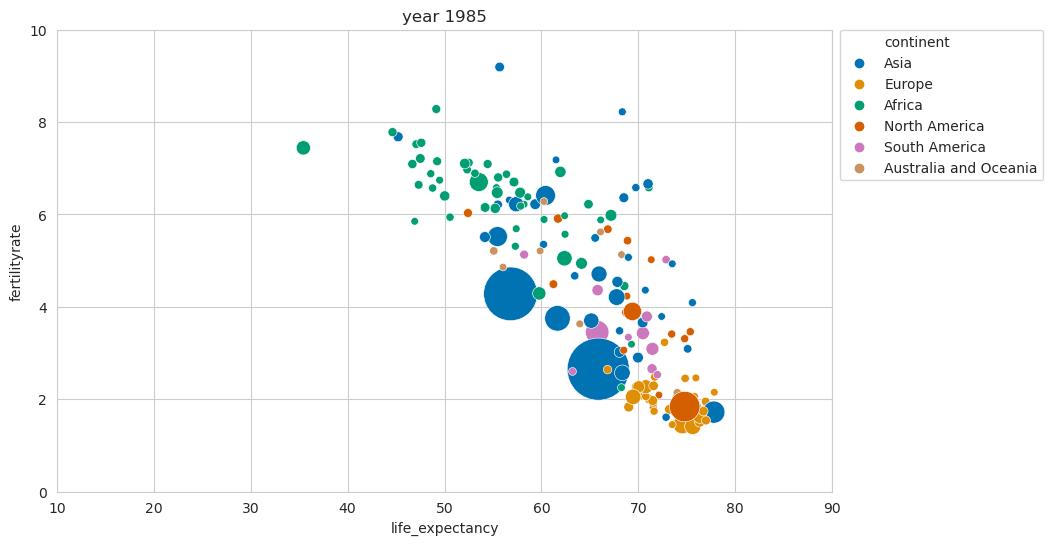 year 1985
continent
Asia
Europe
Africa
North America
South America
Australia and Oceania
fertilityrate
10
8
6
4
2
0
10 20 30 40 50 60 70 80 90
life_expectancy